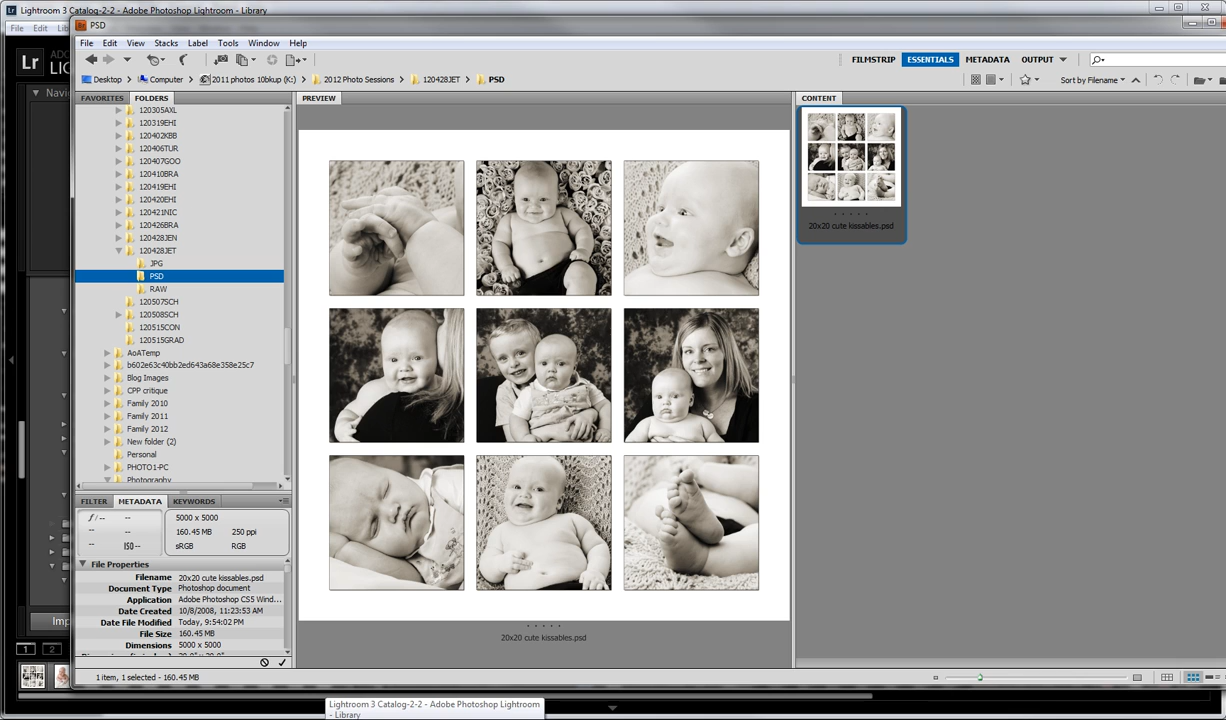 Lightroom 3 Catalog-2-2 - Adobe Photoshop Lightroom - Library
File Edit
PSD
File Edit View Stacks Label Tools Window Help
Lr
FILMSTRIP ESSENTIALS METADATA OUTPUT
Desktop Computer 2011 photos 10bkup (K:) 2012 Photo Sessions 120428JET PSD
Sort by Filename
FAVORITES FOLDERS
PREVIEW
CONTENT
120305AXL
120319EHI
120402KBB
120406TUR
120407GOO
120410BRA
120419EHI
120420EHI
120421NIC
120426BRA
120428JEN
120428JET
JPG
PSD
RAW
120507SCH
120508SCH
120515CON
120515GRAD
AoATemp
b602e63c40bb2ed643a68e358e25c7
Blog Images
CPP critique
Family 2010
Family 2011
Family 2012
New folder (2)
Personal
PHOTO1-PC
Photography
20x20 cute kissables.psd
FILTER METADATA KEYWORDS
f/-- --
-- --
-- ISO --
5000 x 5000
160.45 MB 250 ppi
sRGB RGB
File Properties
Filename 20x20 cute kissables.psd
Document Type Photoshop document
Application Adobe Photoshop CS5 Wind...
Date Created 10/8/2008, 11:23:53 AM
Date File Modified Today, 9:54:02 PM
File Size 160.45 MB
Dimensions 5000 x 5000
20x20 cute kissables.psd
1 item, 1 selected - 160.45 MB
1 2
Lightroom 3 Catalog-2-2 - Adobe Photoshop Lightroom
- Library